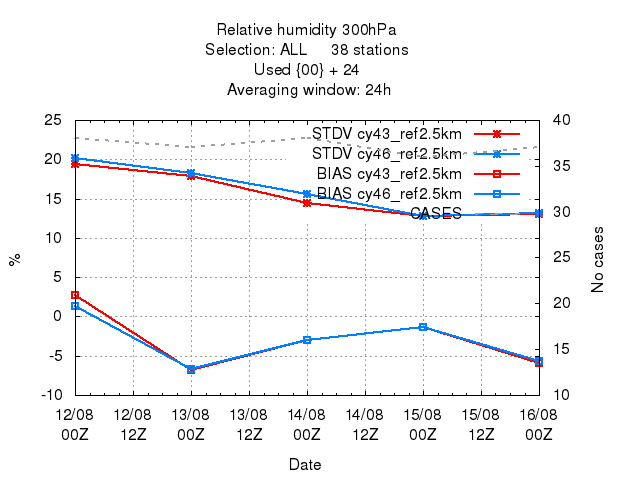 Relative humidity 300hPa
Selection: ALL 38 stations
Used {00} + 24
Averaging window: 24h
25 40
STDV cy43_ref2.5km
STDV cy46_ref2.5km
BIAS cy43_ref2.5km
BIAS cy46_ref2.5km
CASES
20 35
15 30
10 25
5 20
0 15
-5 10
-10
%
No cases
12/08 12/08 13/08 13/08 14/08 14/08 15/08 15/08 16/08
00Z 12Z 00Z 12Z 00Z 12Z 00Z 12Z 00Z
Date